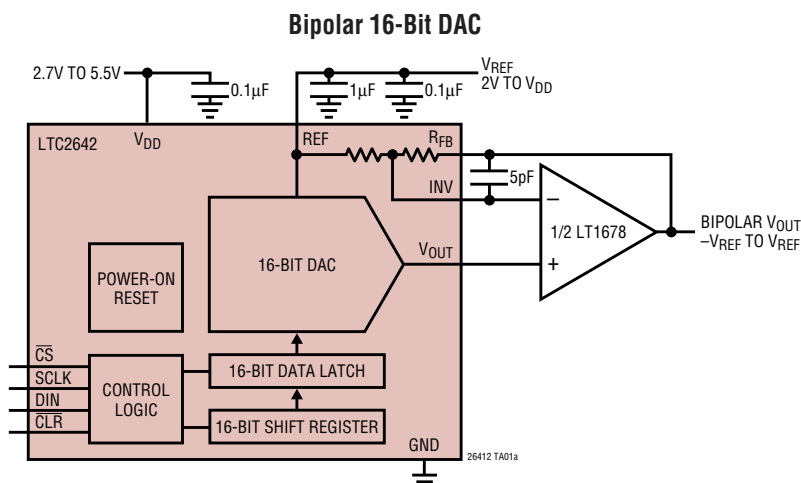 Bipolar 16-Bit DAC
2.7V TO 5.5V
0.1µF
1µF
0.1µF
VREF
2V TO VDD
LTC2642
VDD
REF
RFB
INV
5pF
16-BIT DAC
VOUT
–
+
1/2 LT1678
BIPOLAR VOUT
–VREF TO VREF
POWER-ON
RESET
CS
SCLK
DIN
CLR
CONTROL
LOGIC
16-BIT DATA LATCH
16-BIT SHIFT REGISTER
GND
26412 TA01a